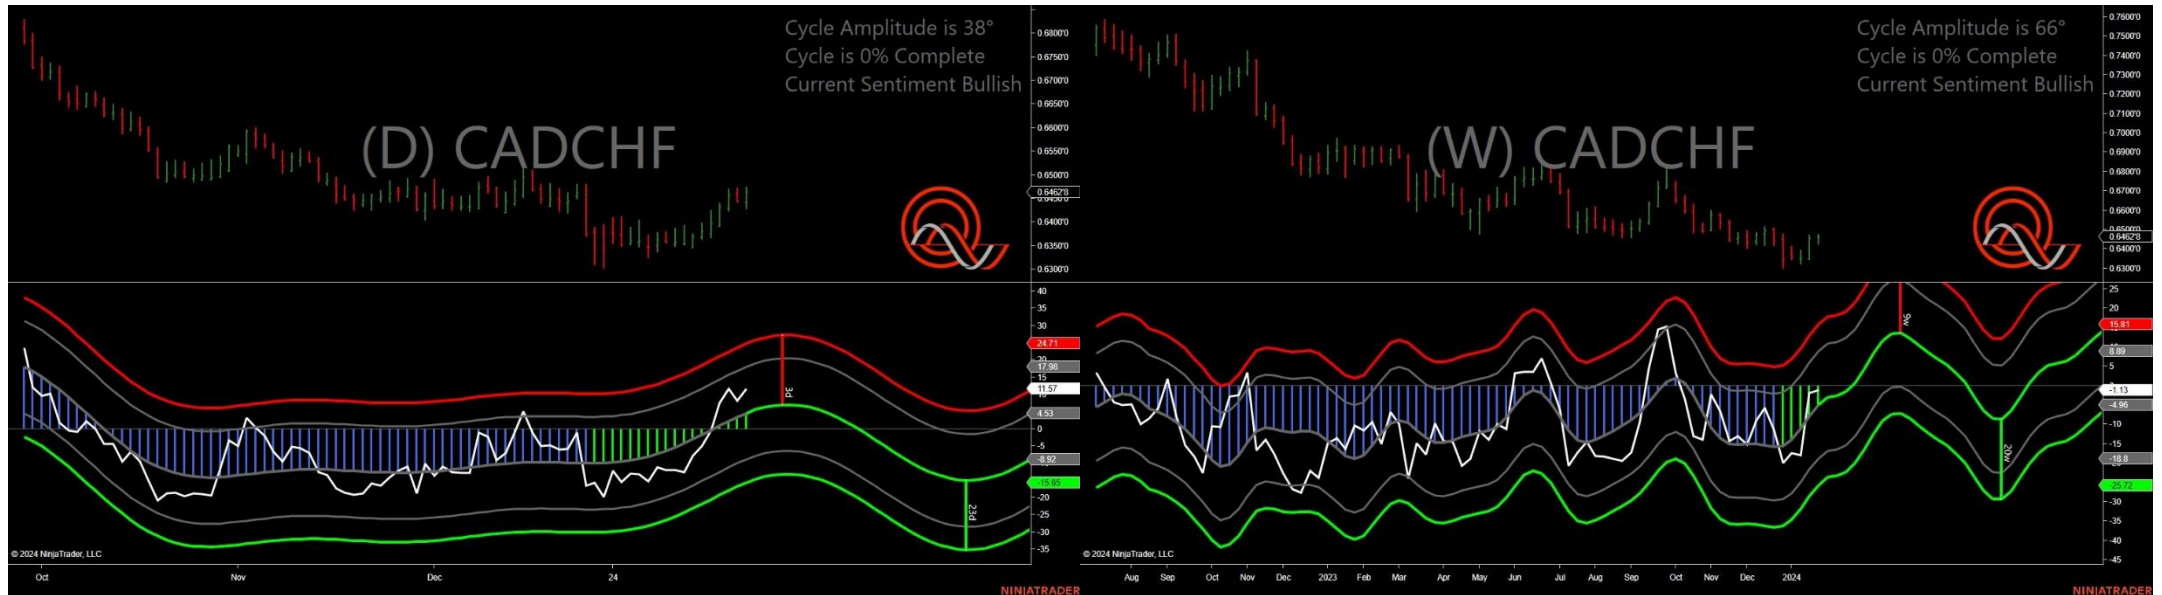 Cycle Amplitude is 38°
Cycle is 0% Complete
Current Sentiment Bullish
(D) CADCHF
0.6800'0
0.6750'0
0.6700'0
0.6650'0
0.6600'0
0.6550'0
0.6500'0
0.6462'8
0.6400'0
0.6350'0
0.6300'0
40
35
30
24.71
20
17.98
15
11.57
4.53
0
-5
-8.92
-15.65
-20
-25
-30
-35
3d
23d
© 2024 NinjaTrader, LLC
Oct
Nov
Dec
24
NINJATRADER
Cycle Amplitude is 66°
Cycle is 0% Complete
Current Sentiment Bullish
(W) CADCHF
0.7600'0
0.7500'0
0.7400'0
0.7300'0
0.7200'0
0.7100'0
0.7000'0
0.6900'0
0.6800'0
0.6700'0
0.6600'0
0.6462'8
0.6400'0
0.6300'0
25
20
15.81
8.89
5
-1.13
-4.96
-10
-15
-18.8
-25.72
-30
-35
-40
-45
9w
20w
© 2024 NinjaTrader, LLC
Aug
Sep
Oct
Nov
Dec
2023
Feb
Mar
Apr
May
Jun
Jul
Aug
Sep
Oct
Nov
Dec
2024
NINJATRADER